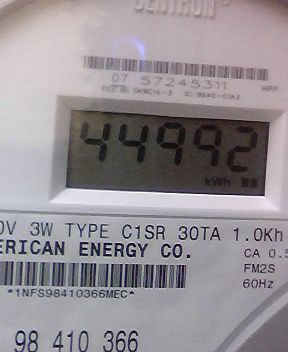 CENTRON
07 57245311
44992
kWh
0V 3W TYPE C1SR 30TA 1.0Kh
ERICAN ENERGY CO.
CA 0.5
FM2S
60Hz
*1NFS98410366MEC*
98 410 366